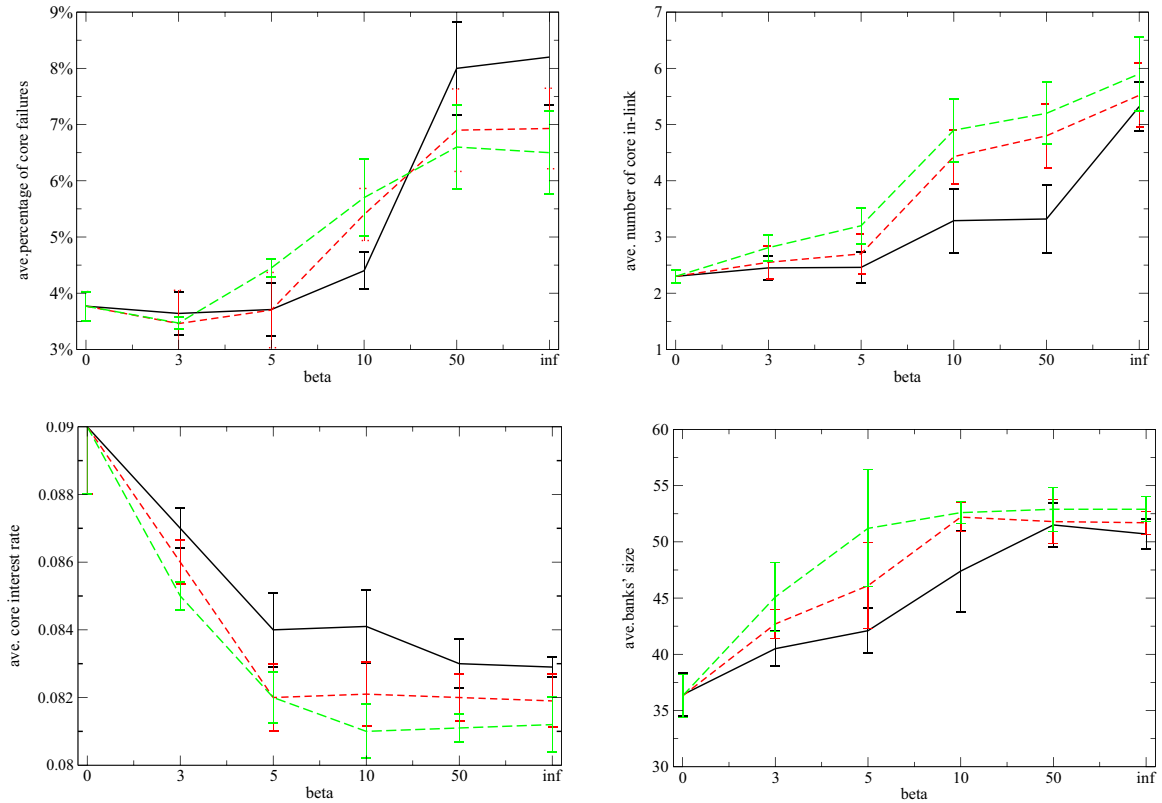 9%
8%
7%
6%
5%
4%
3%
ave.percentage of core failures
0 3 5 10 50 inf
beta
7
6
5
4
3
2
1
ave. number of core in-link
0 3 5 10 50 inf
beta
0.09
0.088
0.086
0.084
0.082
0.08
ave. core interest rate
0 3 5 10 50 inf
beta
60
55
50
45
40
35
30
ave.banks' size
0 3 5 10 50 inf
beta